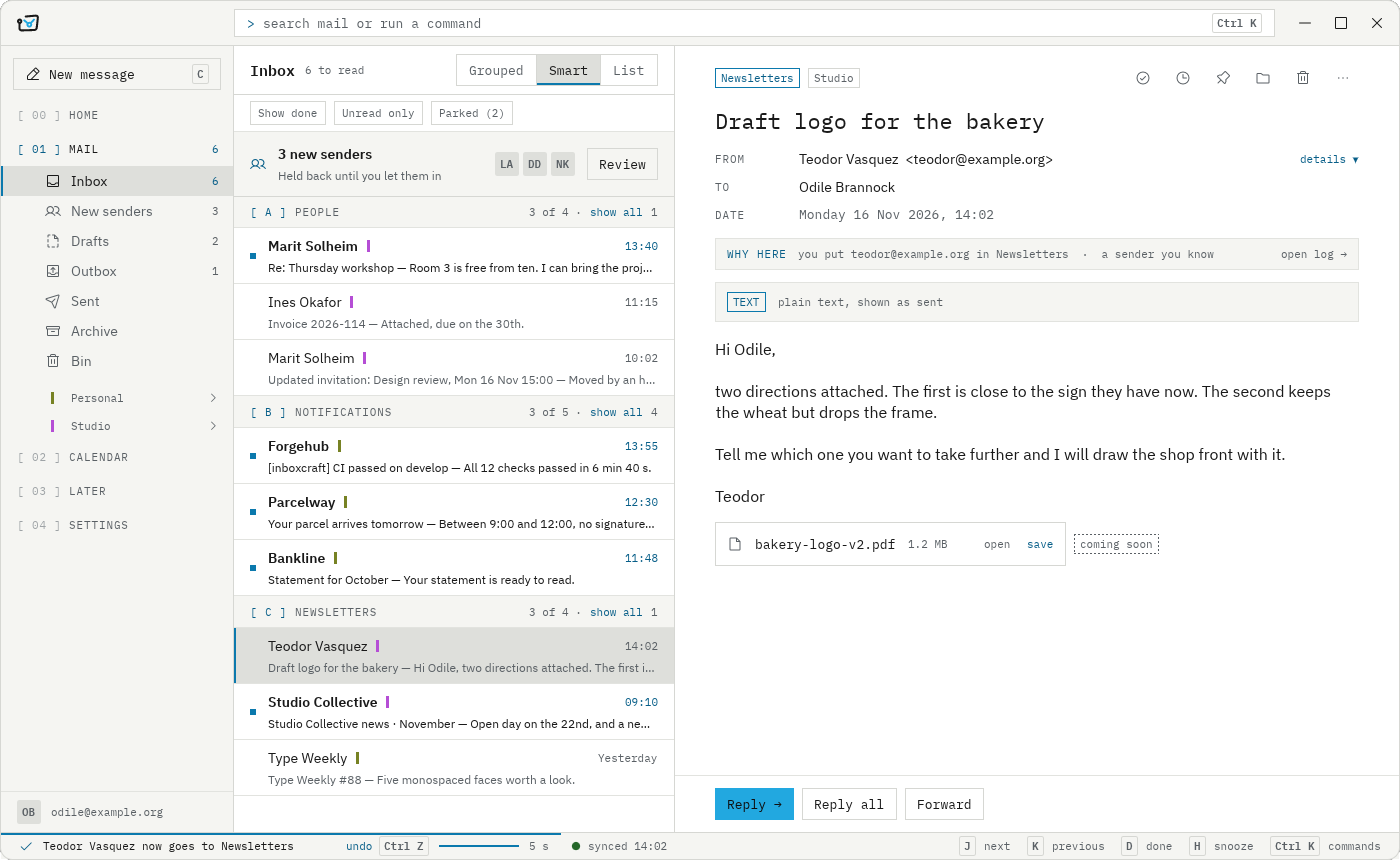 > search mail or run a command Ctrl K
New message C
[ 00 ] HOME
[ 01 ] MAIL 6
Inbox 6
New senders 3
Drafts 2
Outbox 1
Sent
Archive
Bin
Personal
Studio
[ 02 ] CALENDAR
[ 03 ] LATER
[ 04 ] SETTINGS
OB odile@example.org
Inbox 6 to read Grouped Smart List
Show done Unread only Parked (2)
3 new senders
Held back until you let them in
LA DD NK Review
[ A ] PEOPLE 3 of 4 · show all 1
Marit Solheim 13:40
Re: Thursday workshop — Room 3 is free from ten. I can bring the proj…
Ines Okafor 11:15
Invoice 2026-114 — Attached, due on the 30th.
Marit Solheim 10:02
Updated invitation: Design review, Mon 16 Nov 15:00 — Moved by an h…
[ B ] NOTIFICATIONS 3 of 5 · show all 4
Forgehub 13:55
[inboxcraft] CI passed on develop — All 12 checks passed in 6 min 40 s.
Parcelway 12:30
Your parcel arrives tomorrow — Between 9:00 and 12:00, no signature…
Bankline 11:48
Statement for October — Your statement is ready to read.
[ C ] NEWSLETTERS 3 of 4 · show all 1
Teodor Vasquez 14:02
Draft logo for the bakery — Hi Odile, two directions attached. The first i…
Studio Collective 09:10
Studio Collective news · November — Open day on the 22nd, and a ne…
Type Weekly Yesterday
Type Weekly #88 — Five monospaced faces worth a look.
Newsletters Studio
Draft logo for the bakery
FROM Teodor Vasquez <teodor@example.org> details ▾
TO Odile Brannock
DATE Monday 16 Nov 2026, 14:02
WHY HERE you put teodor@example.org in Newsletters · a sender you know open log →
TEXT plain text, shown as sent
Hi Odile,
two directions attached. The first is close to the sign they have now. The second keeps
the wheat but drops the frame.
Tell me which one you want to take further and I will draw the shop front with it.
Teodor
bakery-logo-v2.pdf 1.2 MB open save coming soon
Reply → Reply all Forward
Teodor Vasquez now goes to Newsletters undo Ctrl Z 5 s synced 14:02 J next K previous D done H snooze Ctrl K commands